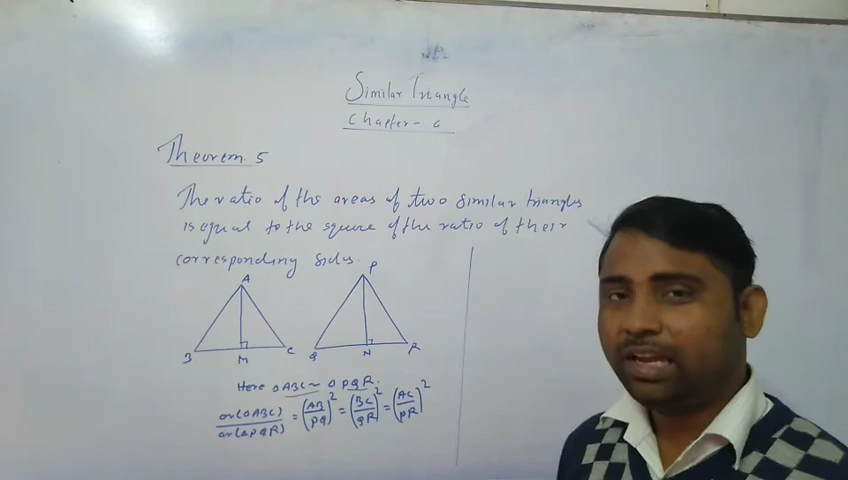 Similar Triangle
Chapter - 6
Theorem 5
The ratio of the areas of two similar triangles
is equal to the square of the ratio of their
corresponding sides.
A P
B M C Q N R
Here △ABC ~ △PQR.
ar(△ABC)/ar(△PQR) = (AB/PQ)² = (BC/QR)² = (AC/PR)²